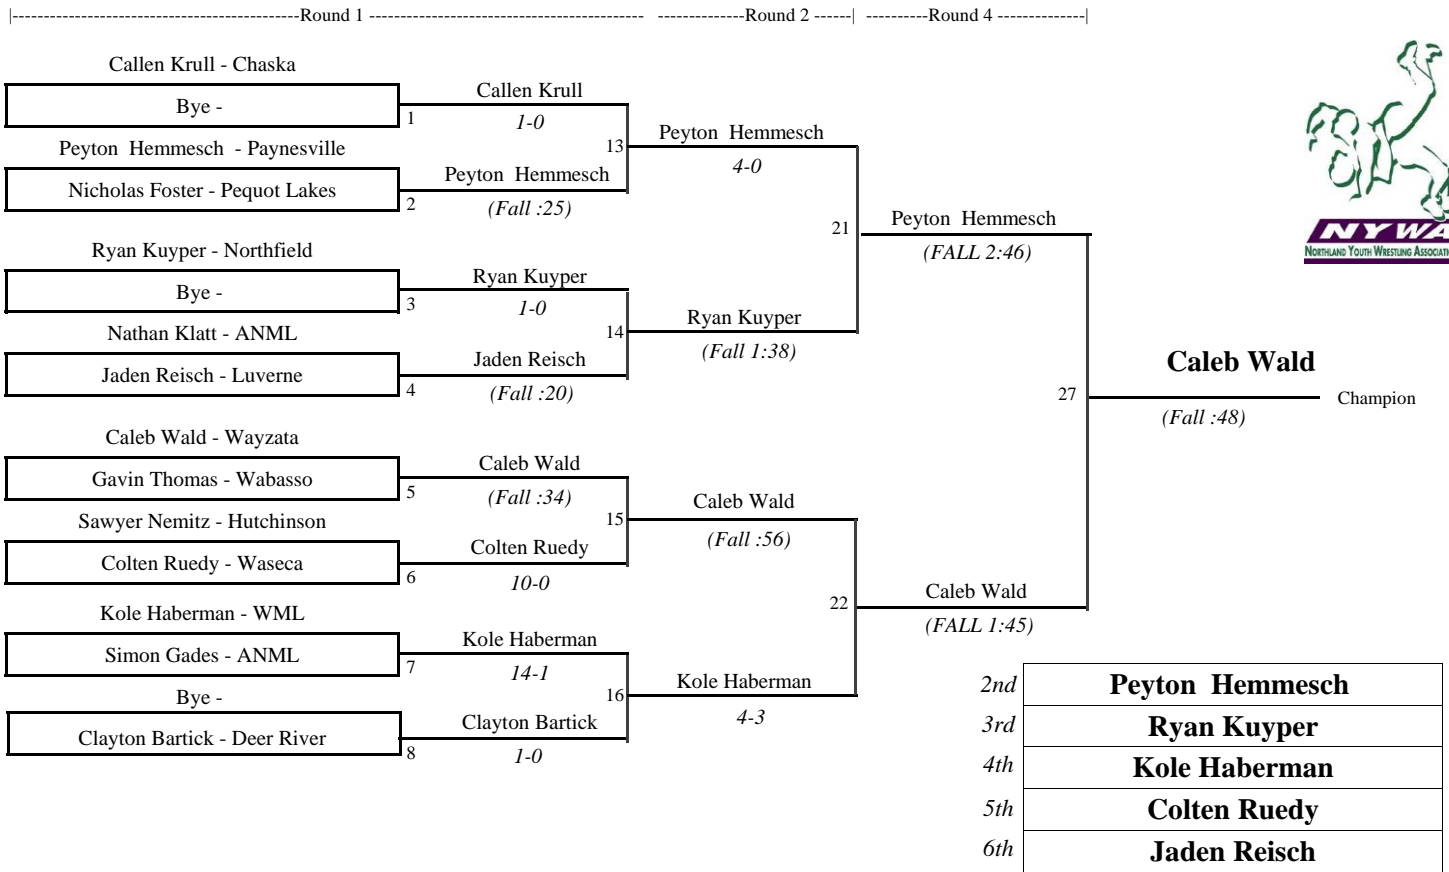 |-----------------------------------------Round 1 ---------------------------------------
--------------Round 2 ------|
----------Round 4 -------------|
Callen Krull - Chaska
Bye -
1
Peyton  Hemmesch  - Paynesville
Nicholas Foster - Pequot Lakes
2
Ryan Kuyper - Northfield
Bye -
3
Nathan Klatt - ANML
Jaden Reisch - Luverne
4
Caleb Wald - Wayzata
Gavin Thomas - Wabasso
5
Sawyer Nemitz - Hutchinson
Colten Ruedy - Waseca
6
Kole Haberman - WML
Simon Gades - ANML
7
Bye -
Clayton Bartick - Deer River
8
Callen Krull
1-0
13
Peyton  Hemmesch
(Fall :25)
Ryan Kuyper
1-0
14
Jaden Reisch
(Fall :20)
Caleb Wald
(Fall :34)
15
Colten Ruedy
10-0
Kole Haberman
14-1
16
Clayton Bartick
1-0
Peyton  Hemmesch
4-0
21
Ryan Kuyper
(Fall 1:38)
Caleb Wald
(Fall :56)
22
Kole Haberman
4-3
Peyton  Hemmesch
(FALL 2:46)
27
Caleb Wald
(FALL 1:45)
NYWA
NORTHLAND YOUTH WRESTLING
Caleb Wald
(Fall :48)
Champion
2nd Peyton  Hemmesch
3rd Ryan Kuyper
4th Kole Haberman
5th Colten Ruedy
6th Jaden Reisch